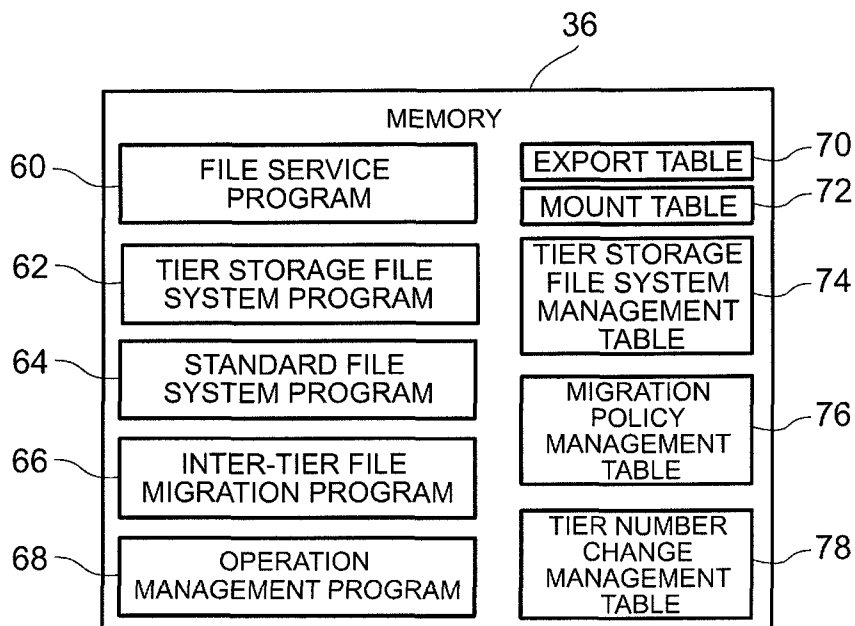 36
MEMORY
60
FILE SERVICE
PROGRAM
62
TIER STORAGE FILE
SYSTEM PROGRAM
64
STANDARD FILE
SYSTEM PROGRAM
66
INTER-TIER FILE
MIGRATION PROGRAM
68
OPERATION
MANAGEMENT PROGRAM
EXPORT TABLE
70
MOUNT TABLE
72
TIER STORAGE
FILE SYSTEM
MANAGEMENT
TABLE
74
MIGRATION
POLICY
MANAGEMENT
TABLE
76
TIER NUMBER
CHANGE
MANAGEMENT
TABLE
78